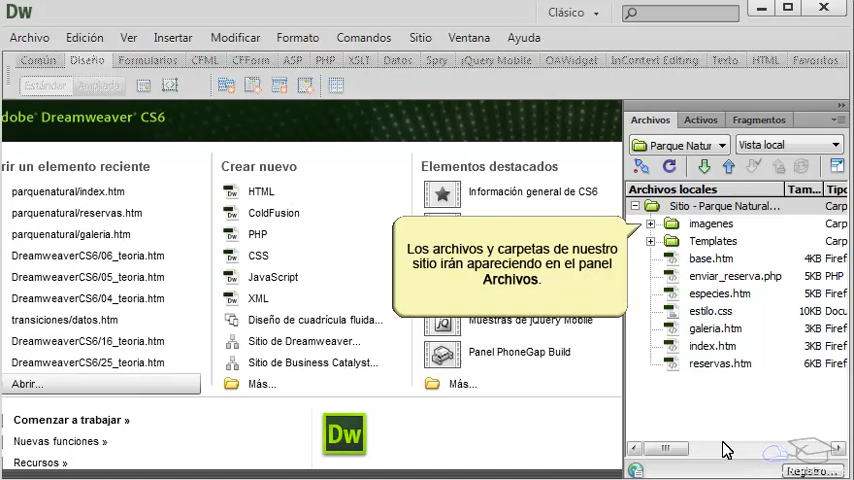 Dw
Clásico
Archivo Edición Ver Insertar Modificar Formato Comandos Sitio Ventana Ayuda
Común Diseño Formularios CFML CFForm ASP PHP XSLT Datos Spry jQuery Mobile OAWidget InContext Editing Texto HTML Favoritos
Estándar Ampliada
dobe® Dreamweaver® CS6
rir un elemento reciente
parquenatural/index.htm
parquenatural/reservas.htm
parquenatural/galeria.htm
DreamweaverCS6/06_teoria.htm
DreamweaverCS6/05_teoria.htm
DreamweaverCS6/04_teoria.htm
transiciones/datos.htm
DreamweaverCS6/16_teoria.htm
DreamweaverCS6/25_teoria.htm
Abrir...
Crear nuevo
HTML
ColdFusion
PHP
CSS
JavaScript
XML
Diseño de cuadrícula fluida...
Sitio de Dreamweaver...
Sitio de Business Catalyst...
Más...
Elementos destacados
Información general de CS6
Los archivos y carpetas de nuestro
sitio irán apareciendo en el panel
Archivos.
Muestras de jQuery Mobile
Panel PhoneGap Build
Más...
Comenzar a trabajar »
Nuevas funciones »
Recursos »
Dw
Archivos Activos Fragmentos
Parque Natur Vista local
Archivos locales Tam... Tipo
Sitio - Parque Natural... Carp
imagenes Carp
Templates Carp
base.htm 4KB Firef
enviar_reserva.php 5KB PHP
especies.htm 5KB Firef
estilo.css 10KB Docu
galeria.htm 3KB Firef
index.htm 3KB Firef
reservas.htm 6KB Firef
Registro...